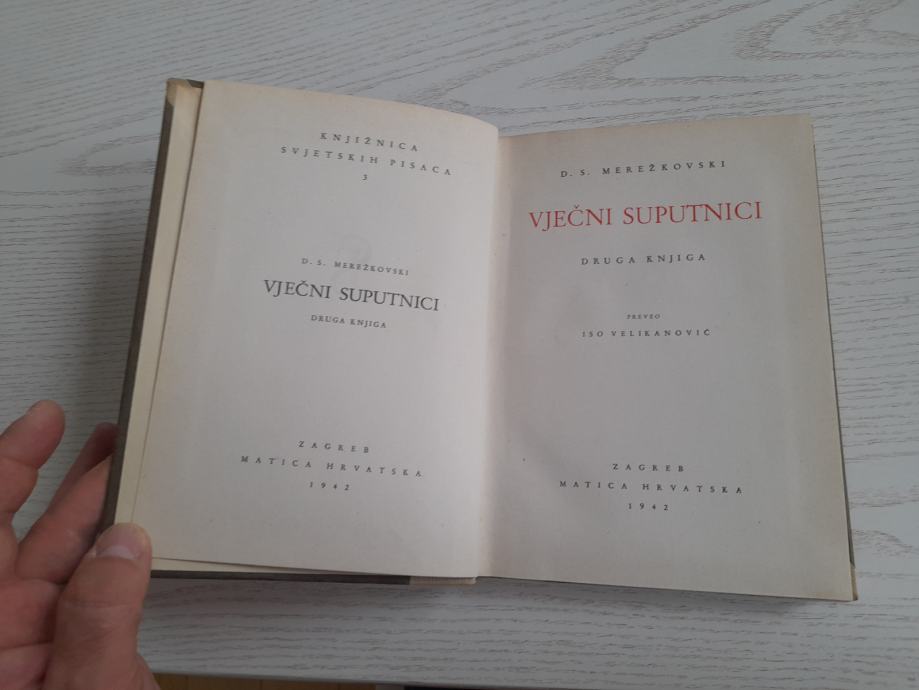 KNJIŽNICA
SVJETSKIH PISACA
3
D. S. MEREŽKOVSKI
VJEČNI SUPUTNICI
DRUGA KNJIGA
ZAGREB
MATICA HRVATSKA
1942
D. S. MEREŽKOVSKI
VJEČNI SUPUTNICI
DRUGA KNJIGA
PREVEO
ISO VELIKANOVIĆ
ZAGREB
MATICA HRVATSKA
1942